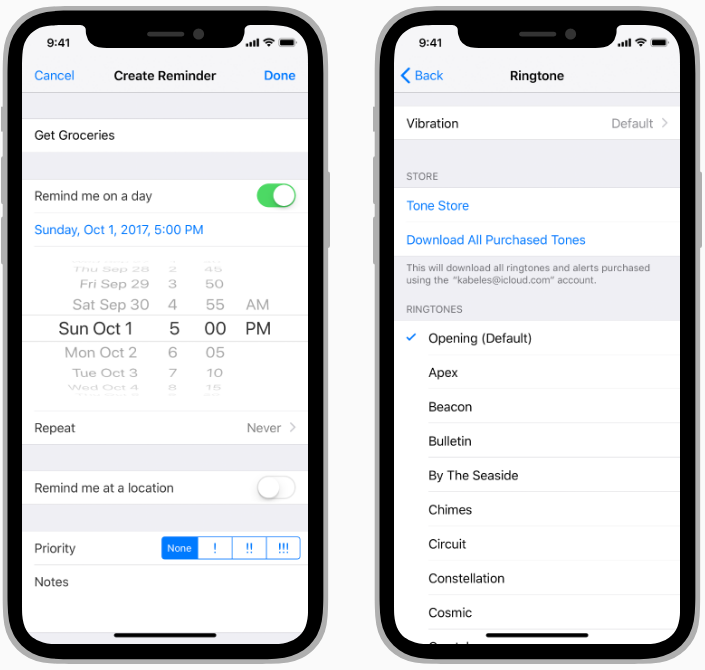 9:41
Cancel Create Reminder Done
Get Groceries
Remind me on a day
Sunday, Oct 1, 2017, 5:00 PM
Thu Sep 28 2 45
Fri Sep 29 3 50
Sat Sep 30 4 55 AM
Sun Oct 1 5 00 PM
Mon Oct 2 6 05
Tue Oct 3 7 10
Wed Oct 4 8 15
Repeat Never
Remind me at a location
Priority None ! !! !!!
Notes
9:41
Back Ringtone
Vibration Default
STORE
Tone Store
Download All Purchased Tones
This will download all ringtones and alerts purchased
using the “kabeles@icloud.com” account.
RINGTONES
Opening (Default)
Apex
Beacon
Bulletin
By The Seaside
Chimes
Circuit
Constellation
Cosmic